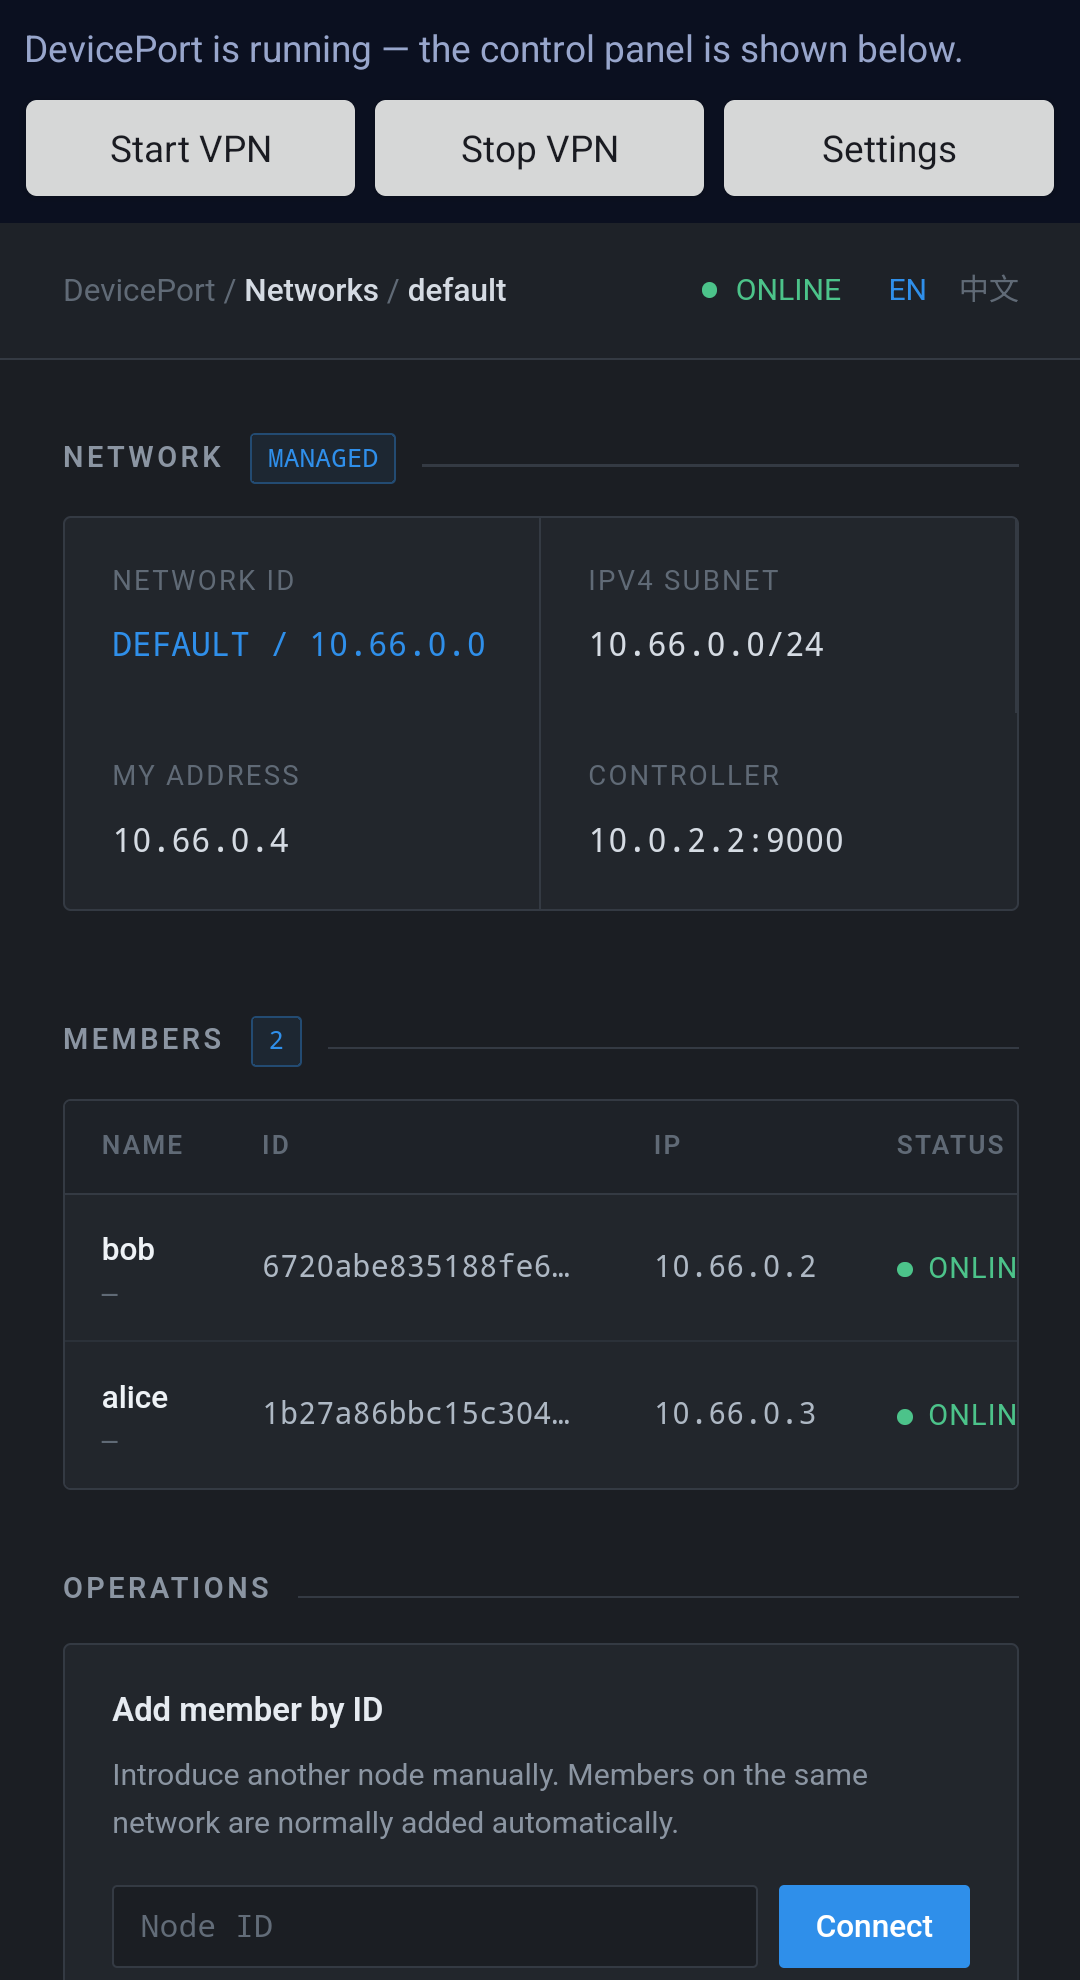 DevicePort is running — the control panel is shown below.
Start VPN Stop VPN Settings
DevicePort / Networks / default ONLINE EN 中文
NETWORK MANAGED
NETWORK ID IPV4 SUBNET
DEFAULT / 10.66.0.0 10.66.0.0/24
MY ADDRESS CONTROLLER
10.66.0.4 10.0.2.2:9000
MEMBERS 2
NAME ID IP STATUS
bob 6720abe835188fe6… 10.66.0.2 ONLIN
—
alice 1b27a86bbc15c304… 10.66.0.3 ONLIN
—
OPERATIONS
Add member by ID
Introduce another node manually. Members on the same
network are normally added automatically.
Node ID Connect